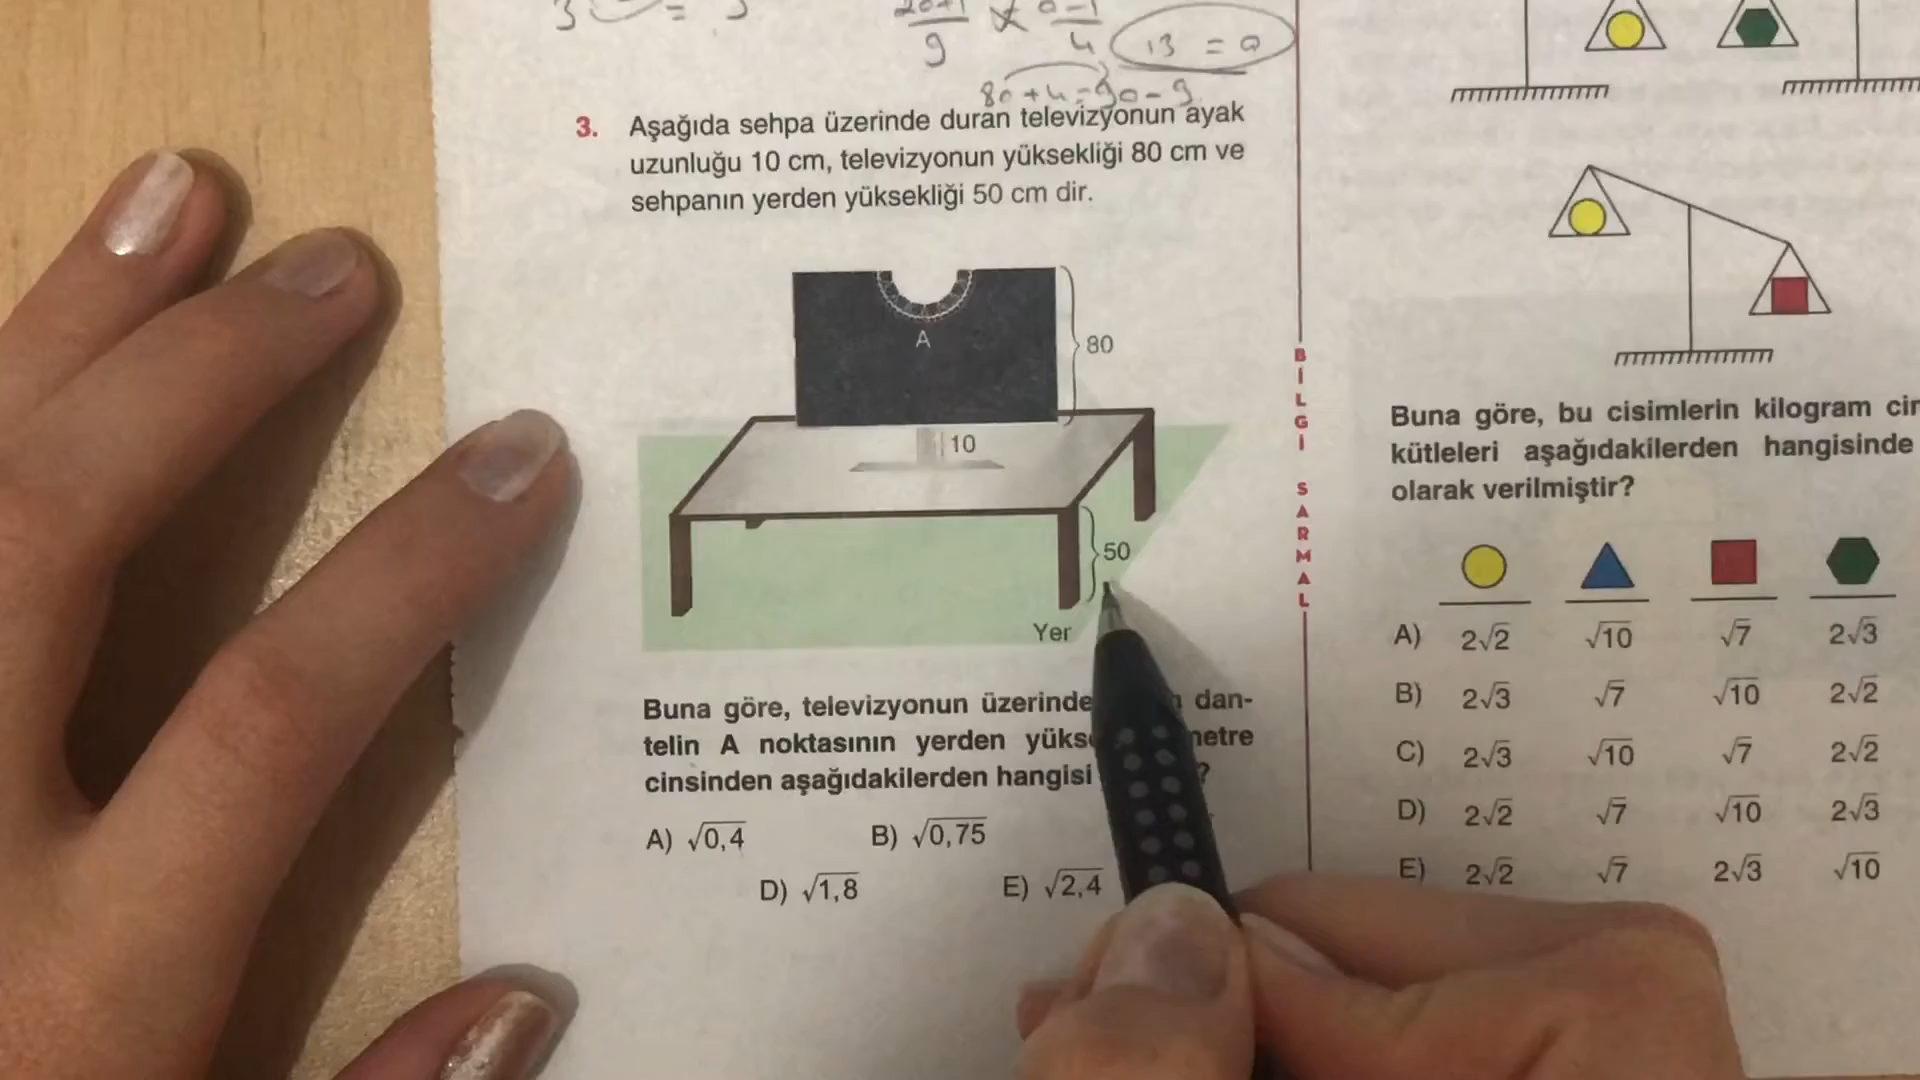 13 = a
80 + 4 = 90 - 9
3. Aşağıda sehpa üzerinde duran televizyonun ayak
uzunluğu 10 cm, televizyonun yüksekliği 80 cm ve
sehpanın yerden yüksekliği 50 cm dir.
A
80
10
50
Yer
Buna göre, televizyonun üzerinde dan-
telin A noktasının yerden metre
cinsinden aşağıdakilerden hangisi ?
A) √0,4 B) √0,75
D) √1,8 E) √2,4
BİLGİ SARMAL
Buna göre, bu cisimlerin kilogram
kütleleri aşağıdakilerden hangisinde
olarak verilmiştir?
A) 2√2 √10 √7 2√3
B) 2√3 √7 √10 2√2
C) 2√3 √10 √7 2√2
D) 2√2 √7 √10 2√3
E) 2√2 √7 2√3 √10